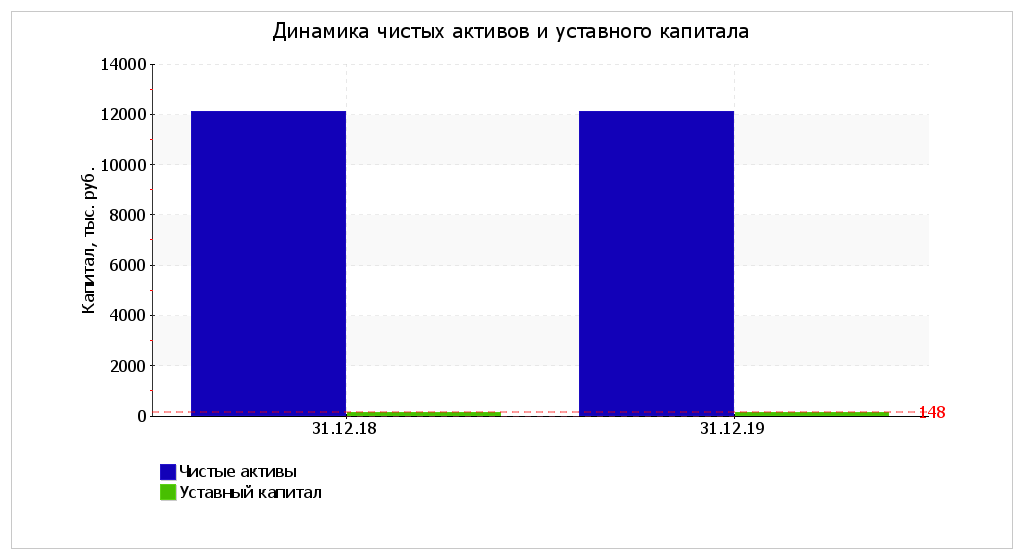 Динамика чистых активов и уставного капитала
Капитал, тыс. руб.
14000
12000
10000
8000
6000
4000
2000
0
148
31.12.18
31.12.19
Чистые активы
Уставный капитал